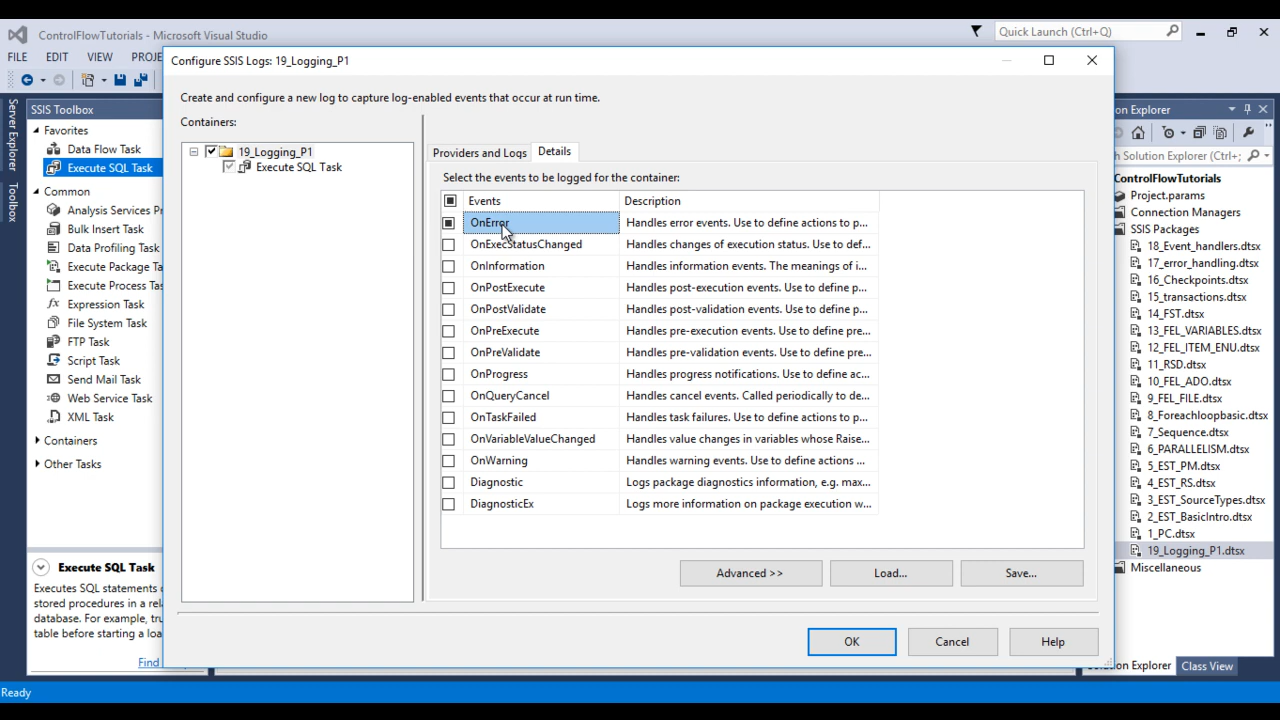 ControlFlowTutorials - Microsoft Visual Studio
Quick Launch (Ctrl+Q)
FILE EDIT VIEW PROJE
Configure SSIS Logs: 19_Logging_P1
Create and configure a new log to capture log-enabled events that occur at run time.
Containers:
19_Logging_P1
Execute SQL Task
Providers and Logs Details
Select the events to be logged for the container:
Events Description
OnError Handles error events. Use to define actions to p...
OnExecStatusChanged Handles changes of execution status. Use to def...
OnInformation Handles information events. The meanings of i...
OnPostExecute Handles post-execution events. Use to define p...
OnPostValidate Handles post-validation events. Use to define p...
OnPreExecute Handles pre-execution events. Use to define pre...
OnPreValidate Handles pre-validation events. Use to define pre...
OnProgress Handles progress notifications. Use to define ac...
OnQueryCancel Handles cancel events. Called periodically to de...
OnTaskFailed Handles task failures. Use to define actions to p...
OnVariableValueChanged Handles value changes in variables whose Raise...
OnWarning Handles warning events. Use to define actions ...
Diagnostic Logs package diagnostics information, e.g. max...
DiagnosticEx Logs more information on package execution w...
Advanced >> Load... Save...
OK Cancel Help
Server Explorer
Toolbox
SSIS Toolbox
Favorites
Data Flow Task
Execute SQL Task
Common
Analysis Services Pr
Bulk Insert Task
Data Profiling Task
Execute Package Ta
Execute Process Tas
Expression Task
File System Task
FTP Task
Script Task
Send Mail Task
Web Service Task
XML Task
Containers
Other Tasks
Execute SQL Task
Executes SQL statements o
stored procedures in a rela
database. For example, tru
table before starting a loa
Find
Ready
on Explorer
h Solution Explorer (Ctrl+;
ControlFlowTutorials
Project.params
Connection Managers
SSIS Packages
18_Event_handlers.dtsx
17_error_handling.dtsx
16_Checkpoints.dtsx
15_transactions.dtsx
14_FST.dtsx
13_FEL_VARIABLES.dtsx
12_FEL_ITEM_ENU.dtsx
11_RSD.dtsx
10_FEL_ADO.dtsx
9_FEL_FILE.dtsx
8_Foreachloopbasic.dtsx
7_Sequence.dtsx
6_PARALLELISM.dtsx
5_EST_PM.dtsx
4_EST_RS.dtsx
3_EST_SourceTypes.dtsx
2_EST_BasicIntro.dtsx
1_PC.dtsx
19_Logging_P1.dtsx
Miscellaneous
ution Explorer Class View